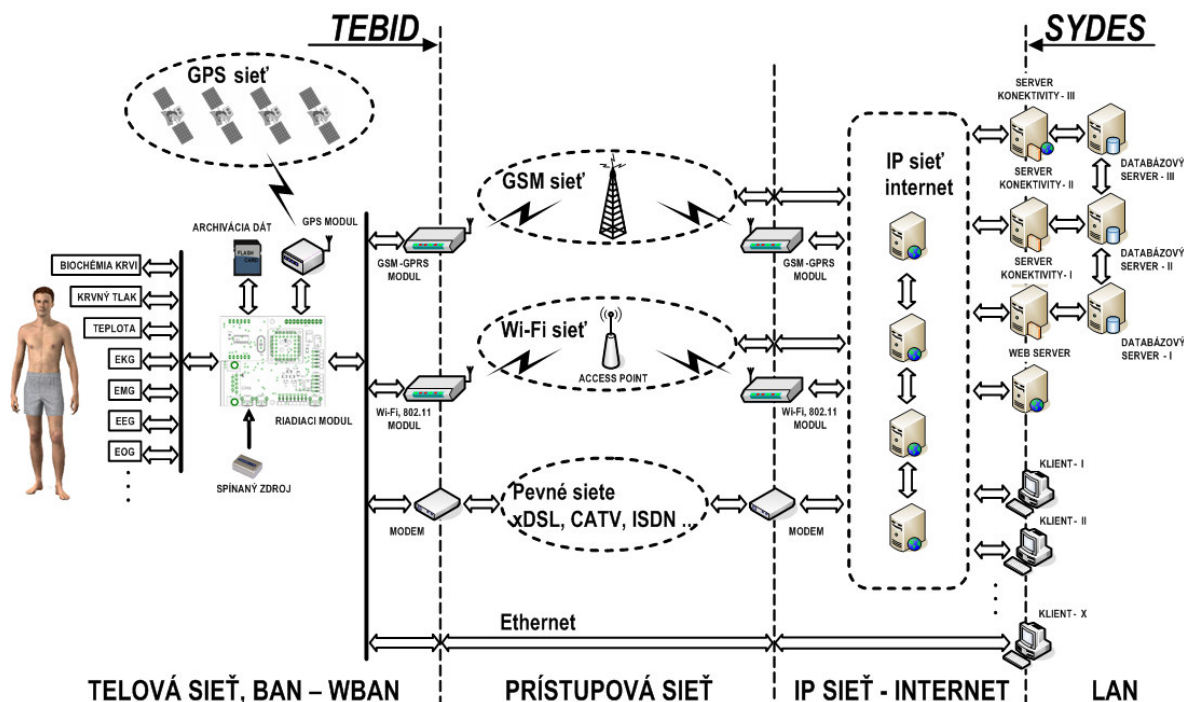 TEBID
SYDES
GPS sieť
SERVER
KONEKTIVITY - III
DATABÁZOVÝ
SERVER - III
GSM sieť
IP sieť
internet
SERVER
KONEKTIVITY - II
ARCHIVÁCIA DÁT
GPS MODUL
FLASH
CARD
GSM -GPRS
MODUL
GSM -GPRS
MODUL
DATABÁZOVÝ
SERVER - II
SERVER
KONEKTIVITY - I
BIOCHÉMIA KRVI
KRVNÝ TLAK
TEPLOTA
EKG
EMG
EEG
EOG
Wi-Fi sieť
ACCESS POINT
WEB SERVER
DATABÁZOVÝ
SERVER - I
RIADIACI MODUL
Wi-Fi, 802.11
MODUL
Wi-Fi, 802.11
MODUL
SPÍNANÝ ZDROJ
KLIENT - I
Pevné siete
xDSL, CATV, ISDN ..
MODEM
MODEM
KLIENT - II
Ethernet
KLIENT - X
TELOVÁ SIEŤ, BAN – WBAN
PRÍSTUPOVÁ SIEŤ
IP SIEŤ - INTERNET
LAN